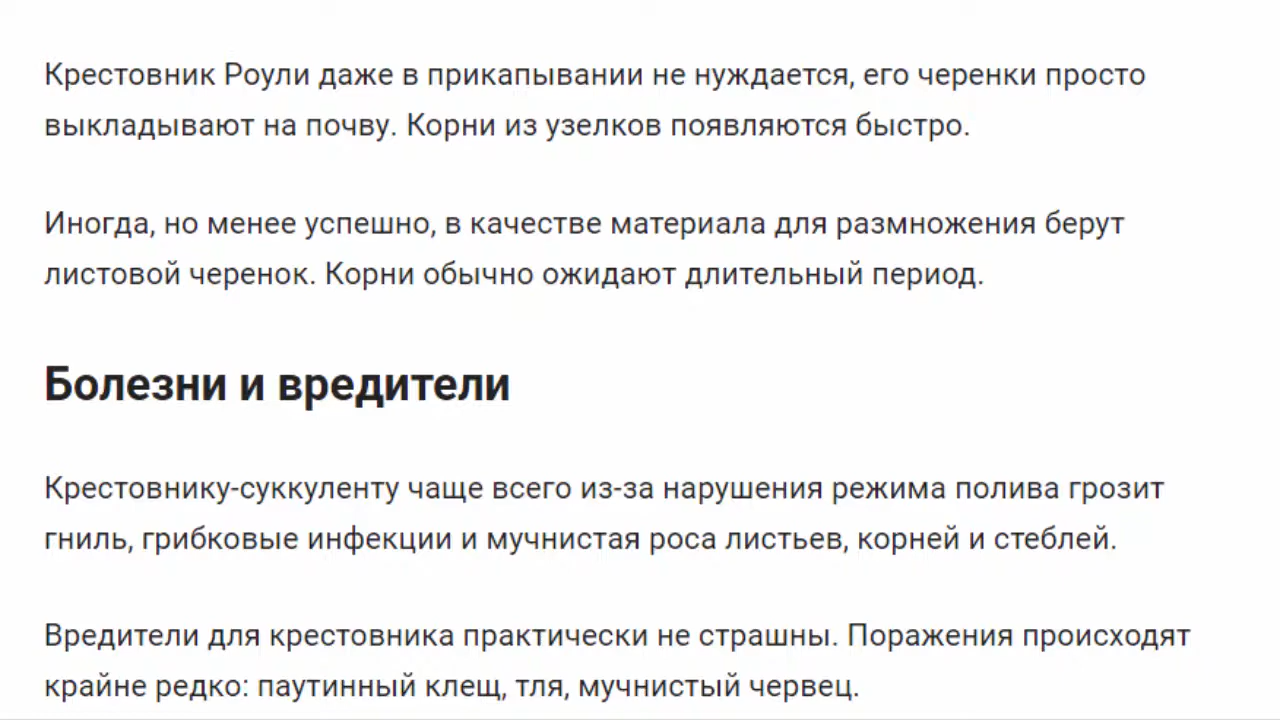 Крестовник Роули даже в прикапывании не нуждается, его черенки просто
выкладывают на почву. Корни из узелков появляются быстро.
Иногда, но менее успешно, в качестве материала для размножения берут
листовой черенок. Корни обычно ожидают длительный период.
Болезни и вредители
Крестовнику-суккуленту чаще всего из-за нарушения режима полива грозит
гниль, грибковые инфекции и мучнистая роса листьев, корней и стеблей.
Вредители для крестовника практически не страшны. Поражения происходят
крайне редко: паутинный клещ, тля, мучнистый червец.